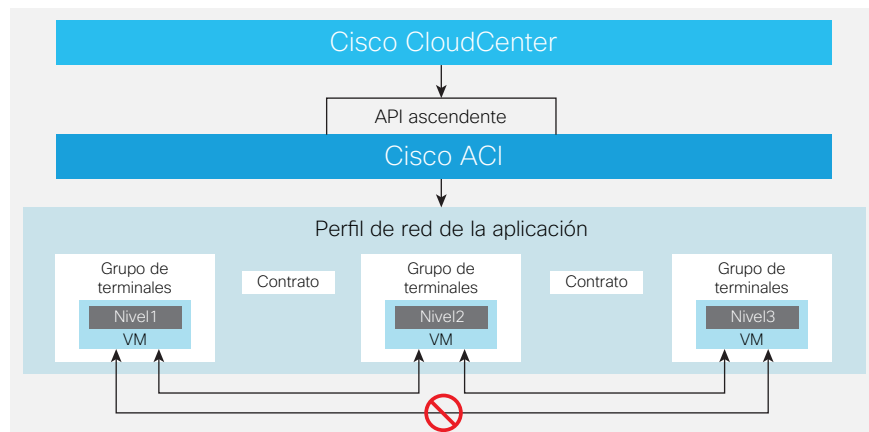 Cisco CloudCenter
API ascendente
Cisco ACI
Perfil de red de la aplicación
Grupo de
terminales
Nivel1
VM
Contrato
Grupo de
terminales
Nivel2
VM
Contrato
Grupo de
terminales
Nivel3
VM